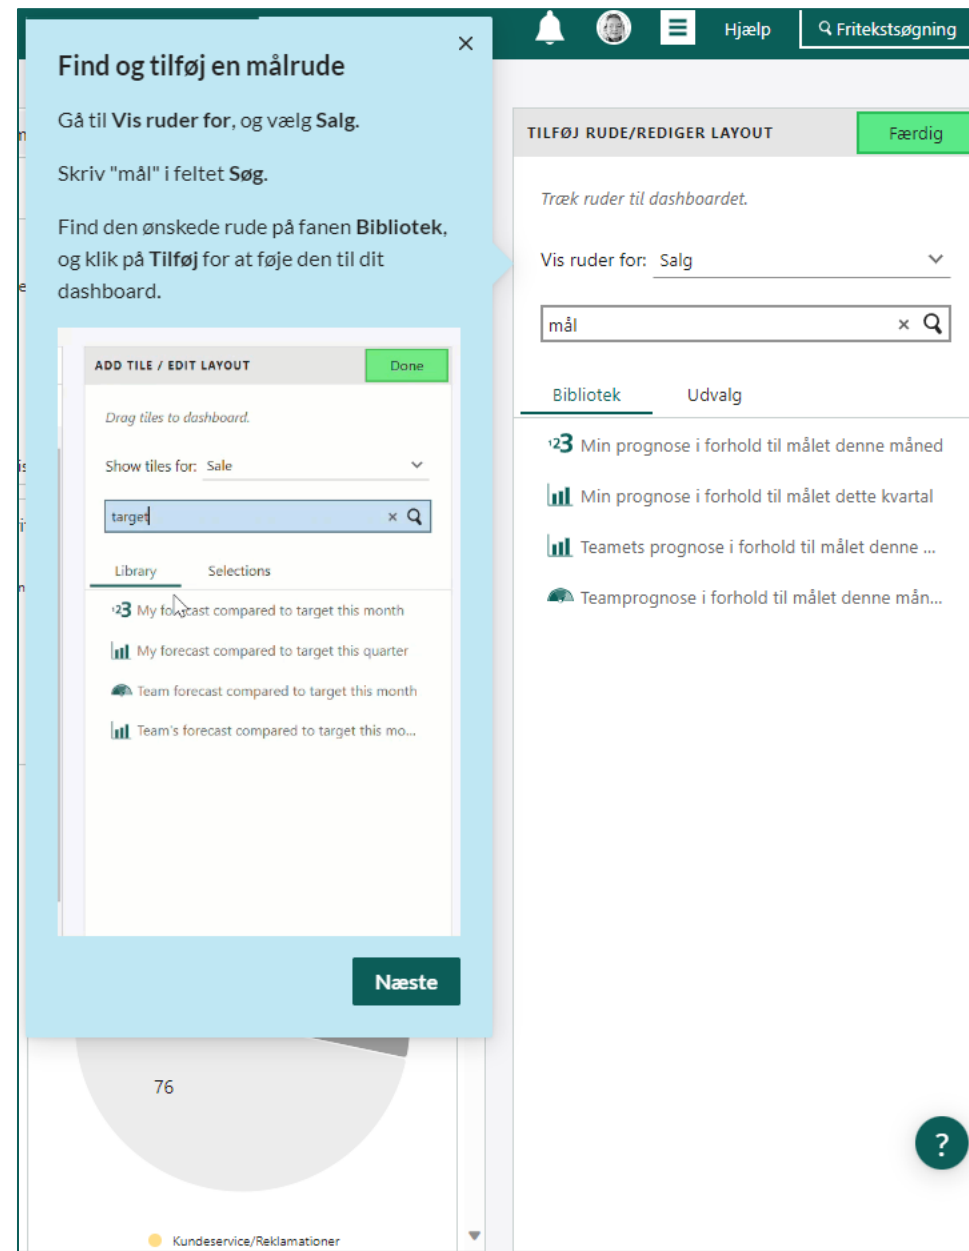 Hjælp
Fritekstsøgning
Find og tilføj en målrude
Gå til Vis ruder for, og vælg Salg.
Skriv "mål" i feltet Søg.
Find den ønskede rude på fanen Bibliotek,
og klik på Tilføj for at føje den til dit
dashboard.
ADD TILE / EDIT LAYOUT
Done
Drag tiles to dashboard.
Show tiles for: Sale
target
Library
Selections
123 My forecast compared to target this month
My forecast compared to target this quarter
Team forecast compared to target this month
Team's forecast compared to target this mo...
Næste
TILFØJ RUDE/REDIGER LAYOUT
Færdig
Træk ruder til dashboardet.
Vis ruder for: Salg
mål
Bibliotek
Udvalg
123 Min prognose i forhold til målet denne måned
Min prognose i forhold til målet dette kvartal
Teamets prognose i forhold til målet denne ...
Teamprognose i forhold til målet denne mån...
76
Kundeservice/Reklamationer
?